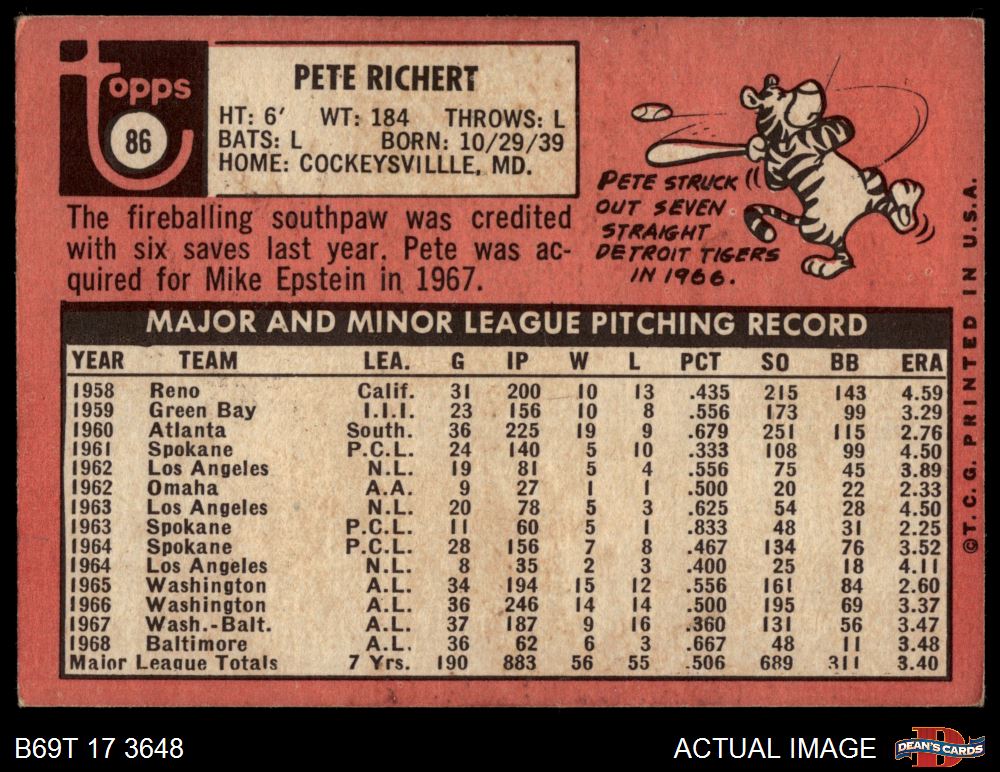 topps
86
PETE RICHERT
HT: 6' WT: 184 THROWS: L
BATS: L BORN: 10/29/39
HOME: COCKEYSVILLLE, MD.
The fireballing southpaw was credited
with six saves last year. Pete was ac-
quired for Mike Epstein in 1967.
PETE STRUCK
OUT SEVEN
STRAIGHT
DETROIT TIGERS
IN 1966.
MAJOR AND MINOR LEAGUE PITCHING RECORD
YEAR TEAM LEA. G IP W L PCT SO BB ERA
1958 Reno Calif. 31 200 10 13 .435 215 143 4.59
1959 Green Bay I.I.I. 23 156 10 8 .556 173 99 3.29
1960 Atlanta South. 36 225 19 9 .679 251 115 2.76
1961 Spokane P.C.L. 24 140 5 10 .333 108 99 4.50
1962 Los Angeles N.L. 19 81 5 4 .556 75 45 3.89
1962 Omaha A.A. 9 27 1 1 .500 20 22 2.33
1963 Los Angeles N.L. 20 78 5 3 .625 54 28 4.50
1963 Spokane P.C.L. 11 60 5 1 .833 48 31 2.25
1964 Spokane P.C.L. 28 156 7 8 .467 134 76 3.52
1964 Los Angeles N.L. 8 35 2 3 .400 25 18 4.11
1965 Washington A.L. 34 194 15 12 .556 161 84 2.60
1966 Washington A.L. 36 246 14 14 .500 195 69 3.37
1967 Wash.-Balt. A.L. 37 187 9 16 .360 131 56 3.47
1968 Baltimore A.L. 36 62 6 3 .667 48 11 3.48
Major League Totals 7 Yrs. 190 883 56 55 .506 689 311 3.40
©T.C.G. PRINTED IN U.S.A.
B69T 17 3648
ACTUAL IMAGE
DEAN'S CARDS